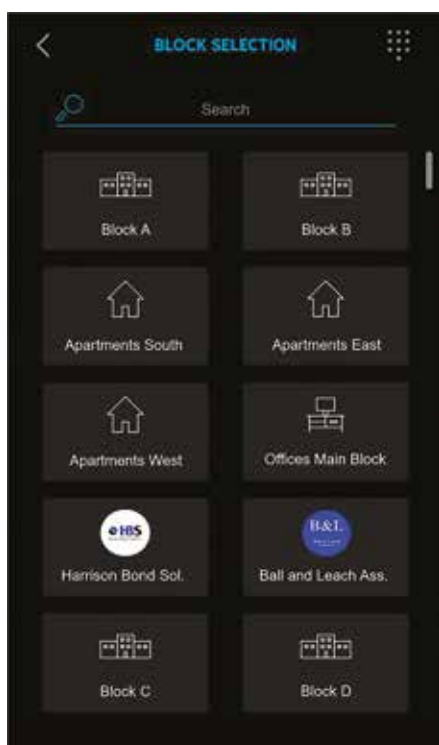 BLOCK SELECTION
Search
Block A
Block B
Apartments South
Apartments East
Apartments West
Offices Main Block
HBS
B&L
Harrison Bond Sol.
Ball and Leach Ass.
Block C
Block D